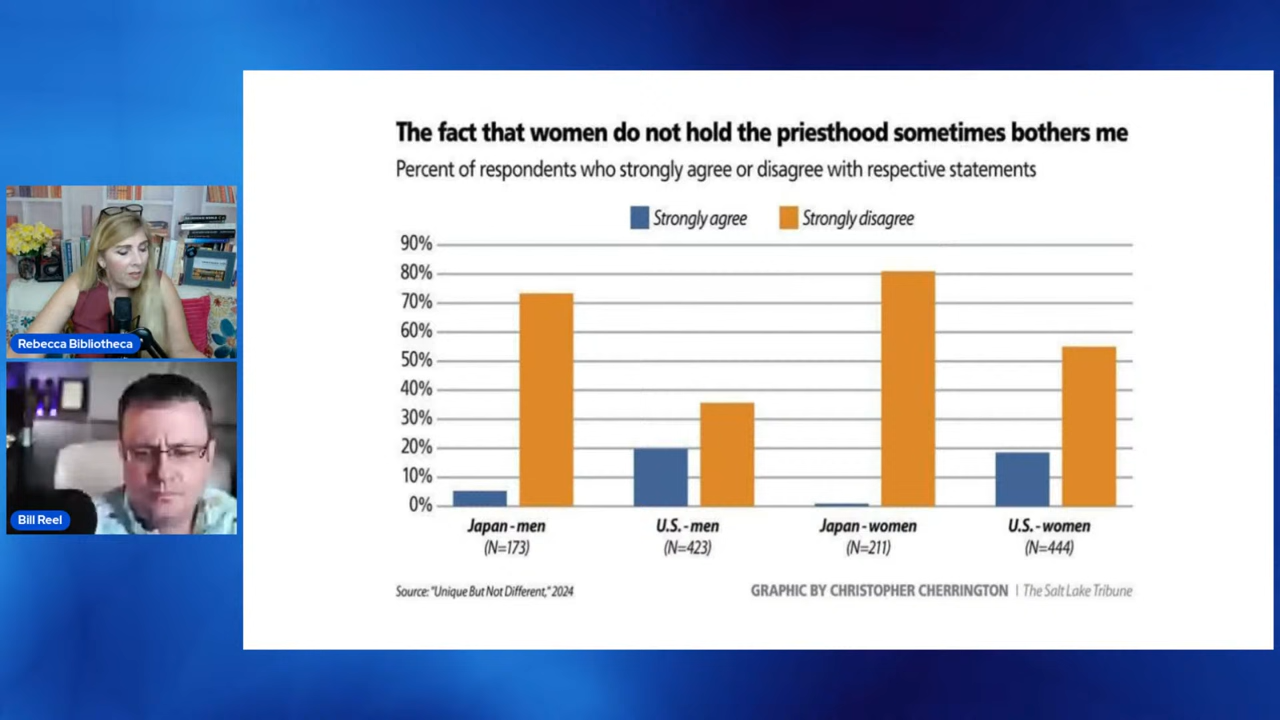 The fact that women do not hold the priesthood sometimes bothers me
Percent of respondents who strongly agree or disagree with respective statements
Strongly agree Strongly disagree
90%
80%
70%
60%
50%
40%
30%
20%
10%
0%
Japan - men U.S. - men Japan - women U.S. - women
(N=173) (N=423) (N=211) (N=444)
Source: "Unique But Not Different," 2024 GRAPHIC BY CHRISTOPHER CHERRINGTON | The Salt Lake Tribune
Rebecca Bibliotheca
Bill Reel